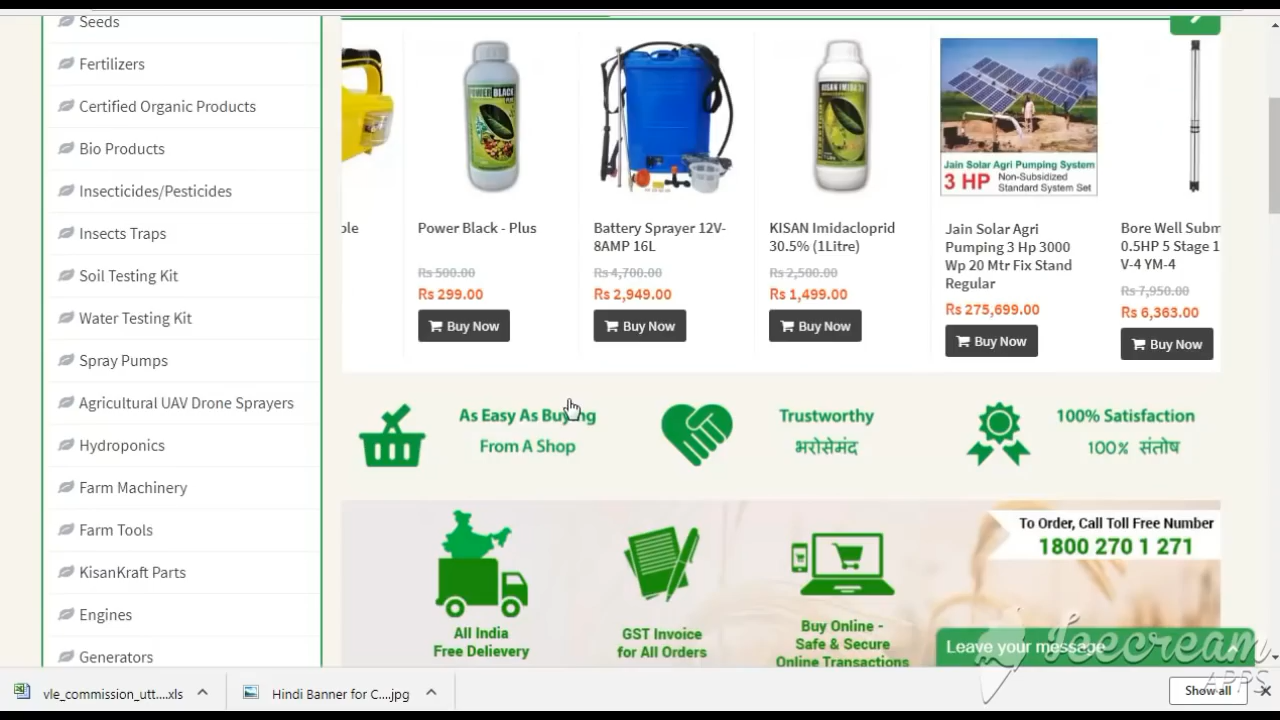 Seeds
Fertilizers
Certified Organic Products
Bio Products
Insecticides/Pesticides
Insects Traps
Soil Testing Kit
Water Testing Kit
Spray Pumps
Agricultural UAV Drone Sprayers
Hydroponics
Farm Machinery
Farm Tools
KisanKraft Parts
Engines
Generators
ple
POWER BLACK
Power Black - Plus
Rs 500.00
Rs 299.00
Buy Now
Battery Sprayer 12V-
8AMP 16L
Rs 4,700.00
Rs 2,949.00
Buy Now
KISAN IMIDA
KISAN Imidacloprid
30.5% (1Litre)
Rs 2,500.00
Rs 1,499.00
Buy Now
Jain Solar Agri Pumping System
3 HP Non-Subsidized
Standard System Set
Jain Solar Agri
Pumping 3 Hp 3000
Wp 20 Mtr Fix Stand
Regular
Rs 275,699.00
Buy Now
Bore Well Subm
0.5HP 5 Stage 1
V-4 YM-4
Rs 7,950.00
Rs 6,363.00
Buy Now
As Easy As Buying
From A Shop
Trustworthy
भरोसेमंद
100% Satisfaction
100% संतोष
All India
Free Delievery
GST Invoice
for All Orders
Buy Online -
Safe & Secure
Online Transactions
To Order, Call Toll Free Number
1800 270 1 271
Leave your message
Icecream
APPS
vle_commission_utt....xls
Hindi Banner for C....jpg
Show all